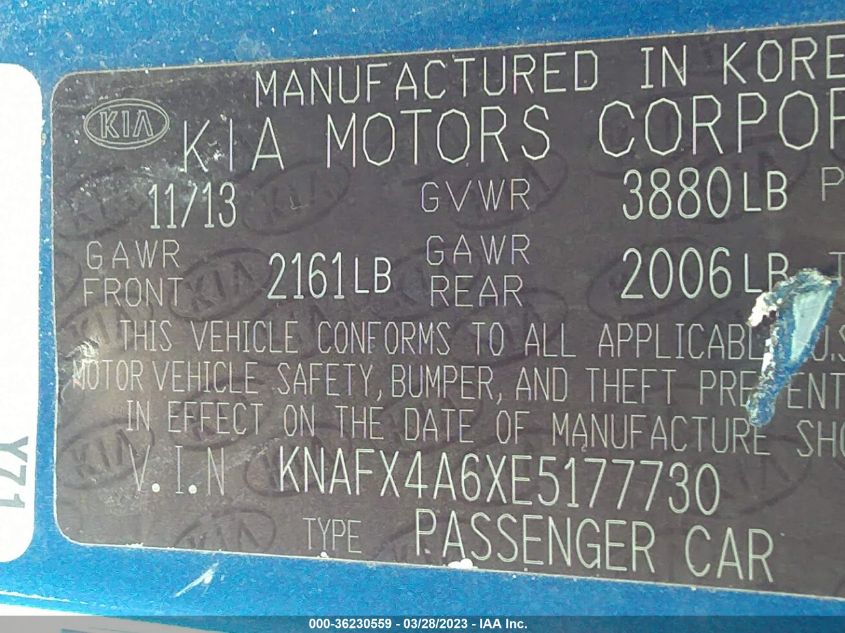 MANUFACTURED IN KORE
KIA KIA MOTORS CORPOR
11/13 GVWR 3880LB P
GAWR FRONT 2161LB GAWR REAR 2006LB T
THIS VEHICLE CONFORMS TO ALL APPLICABL U.S
MOTOR VEHICLE SAFETY, BUMPER, AND THEFT PREVENT
IN EFFECT ON THE DATE OF MANUFACTURE SHO
V.I.N KNAFX4A6XE5177730
TYPE PASSENGER CAR
Y71
000-36230559 - 03/28/2023 - IAA Inc.